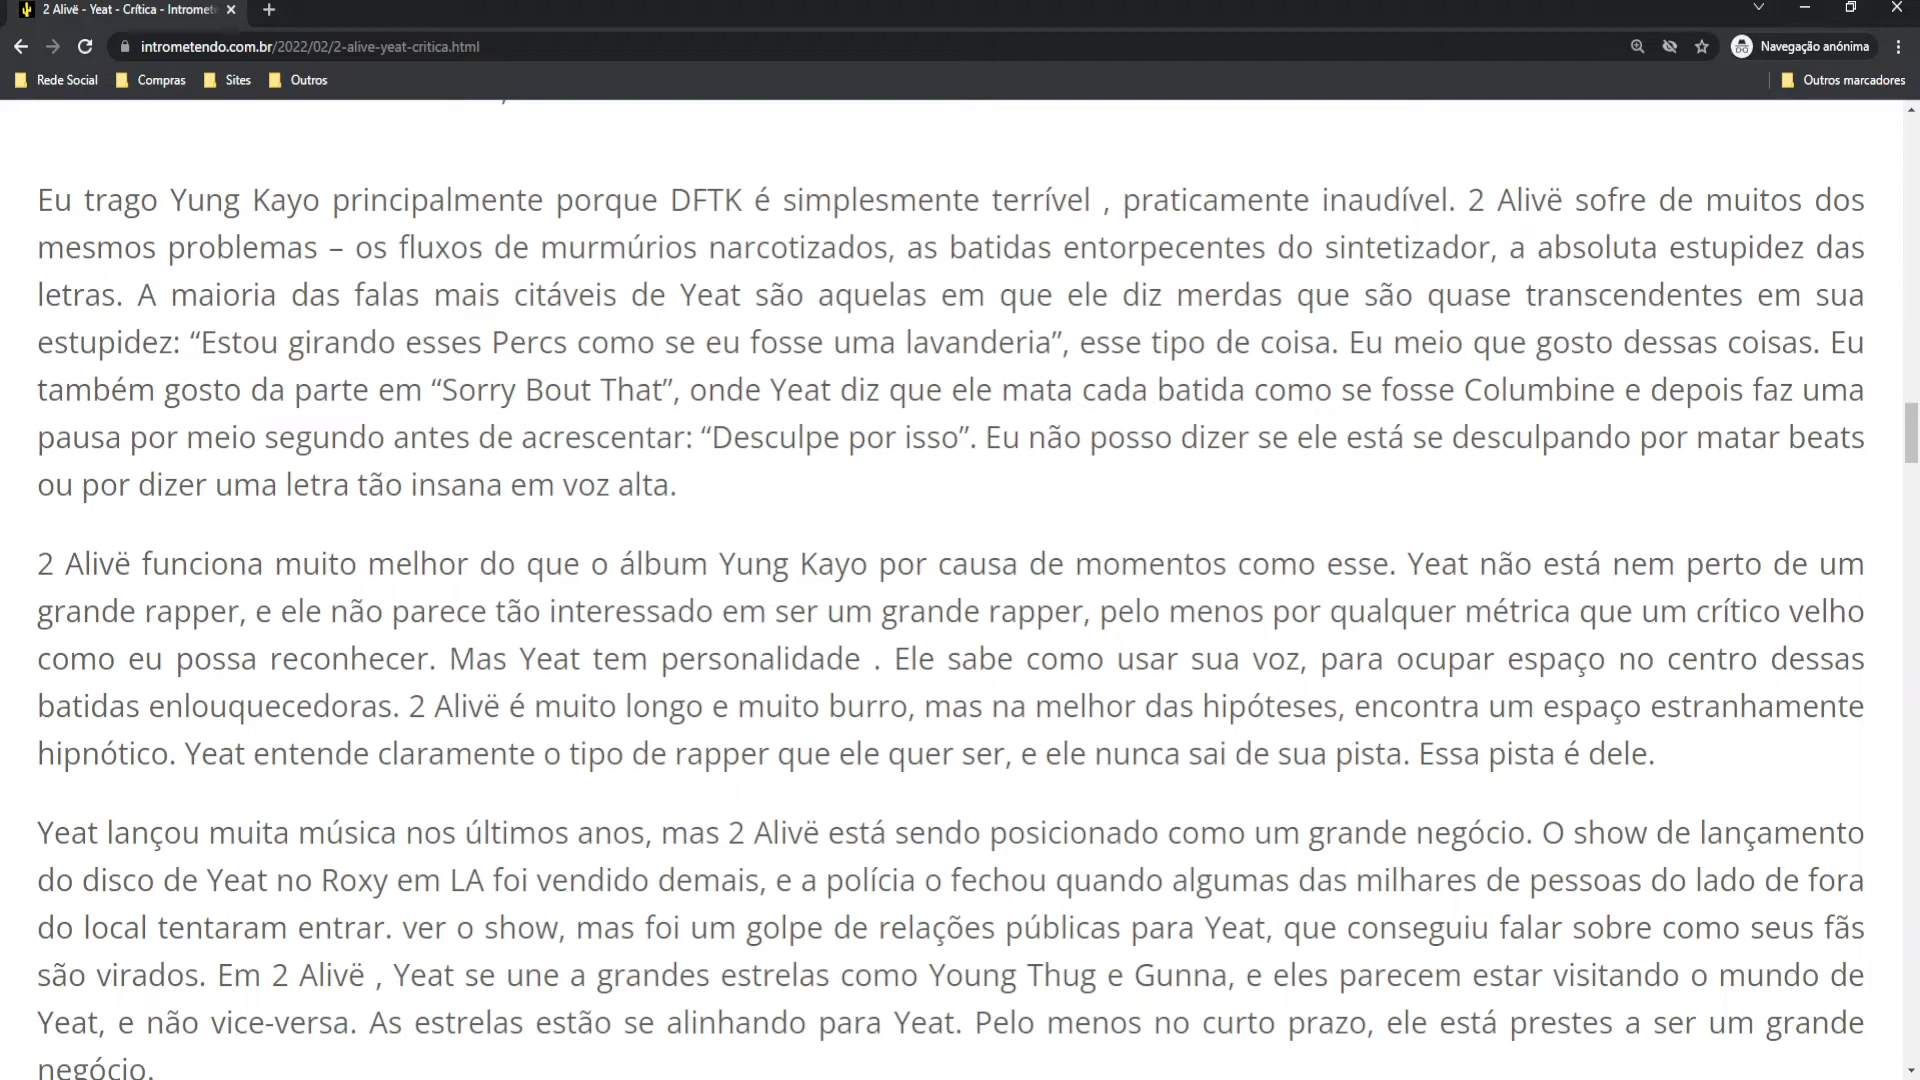 2 Alivë - Yeat - Crítica - Intromet
intrometendo.com.br/2022/02/2-alive-yeat-critica.html
Navegação anónima
Rede Social
Compras
Sites
Outros
Outros marcadores
Eu trago Yung Kayo principalmente porque DFTK é simplesmente terrível , praticamente inaudível. 2 Alivë sofre de muitos dos
mesmos problemas – os fluxos de murmúrios narcotizados, as batidas entorpecentes do sintetizador, a absoluta estupidez das
letras. A maioria das falas mais citáveis de Yeat são aquelas em que ele diz merdas que são quase transcendentes em sua
estupidez: “Estou girando esses Percs como se eu fosse uma lavanderia”, esse tipo de coisa. Eu meio que gosto dessas coisas. Eu
também gosto da parte em “Sorry Bout That”, onde Yeat diz que ele mata cada batida como se fosse Columbine e depois faz uma
pausa por meio segundo antes de acrescentar: “Desculpe por isso”. Eu não posso dizer se ele está se desculpando por matar beats
ou por dizer uma letra tão insana em voz alta.
2 Alivë funciona muito melhor do que o álbum Yung Kayo por causa de momentos como esse. Yeat não está nem perto de um
grande rapper, e ele não parece tão interessado em ser um grande rapper, pelo menos por qualquer métrica que um crítico velho
como eu possa reconhecer. Mas Yeat tem personalidade . Ele sabe como usar sua voz, para ocupar espaço no centro dessas
batidas enlouquecedoras. 2 Alivë é muito longo e muito burro, mas na melhor das hipóteses, encontra um espaço estranhamente
hipnótico. Yeat entende claramente o tipo de rapper que ele quer ser, e ele nunca sai de sua pista. Essa pista é dele.
Yeat lançou muita música nos últimos anos, mas 2 Alivë está sendo posicionado como um grande negócio. O show de lançamento
do disco de Yeat no Roxy em LA foi vendido demais, e a polícia o fechou quando algumas das milhares de pessoas do lado de fora
do local tentaram entrar. ver o show, mas foi um golpe de relações públicas para Yeat, que conseguiu falar sobre como seus fãs
são virados. Em 2 Alivë , Yeat se une a grandes estrelas como Young Thug e Gunna, e eles parecem estar visitando o mundo de
Yeat, e não vice-versa. As estrelas estão se alinhando para Yeat. Pelo menos no curto prazo, ele está prestes a ser um grande
negócio.